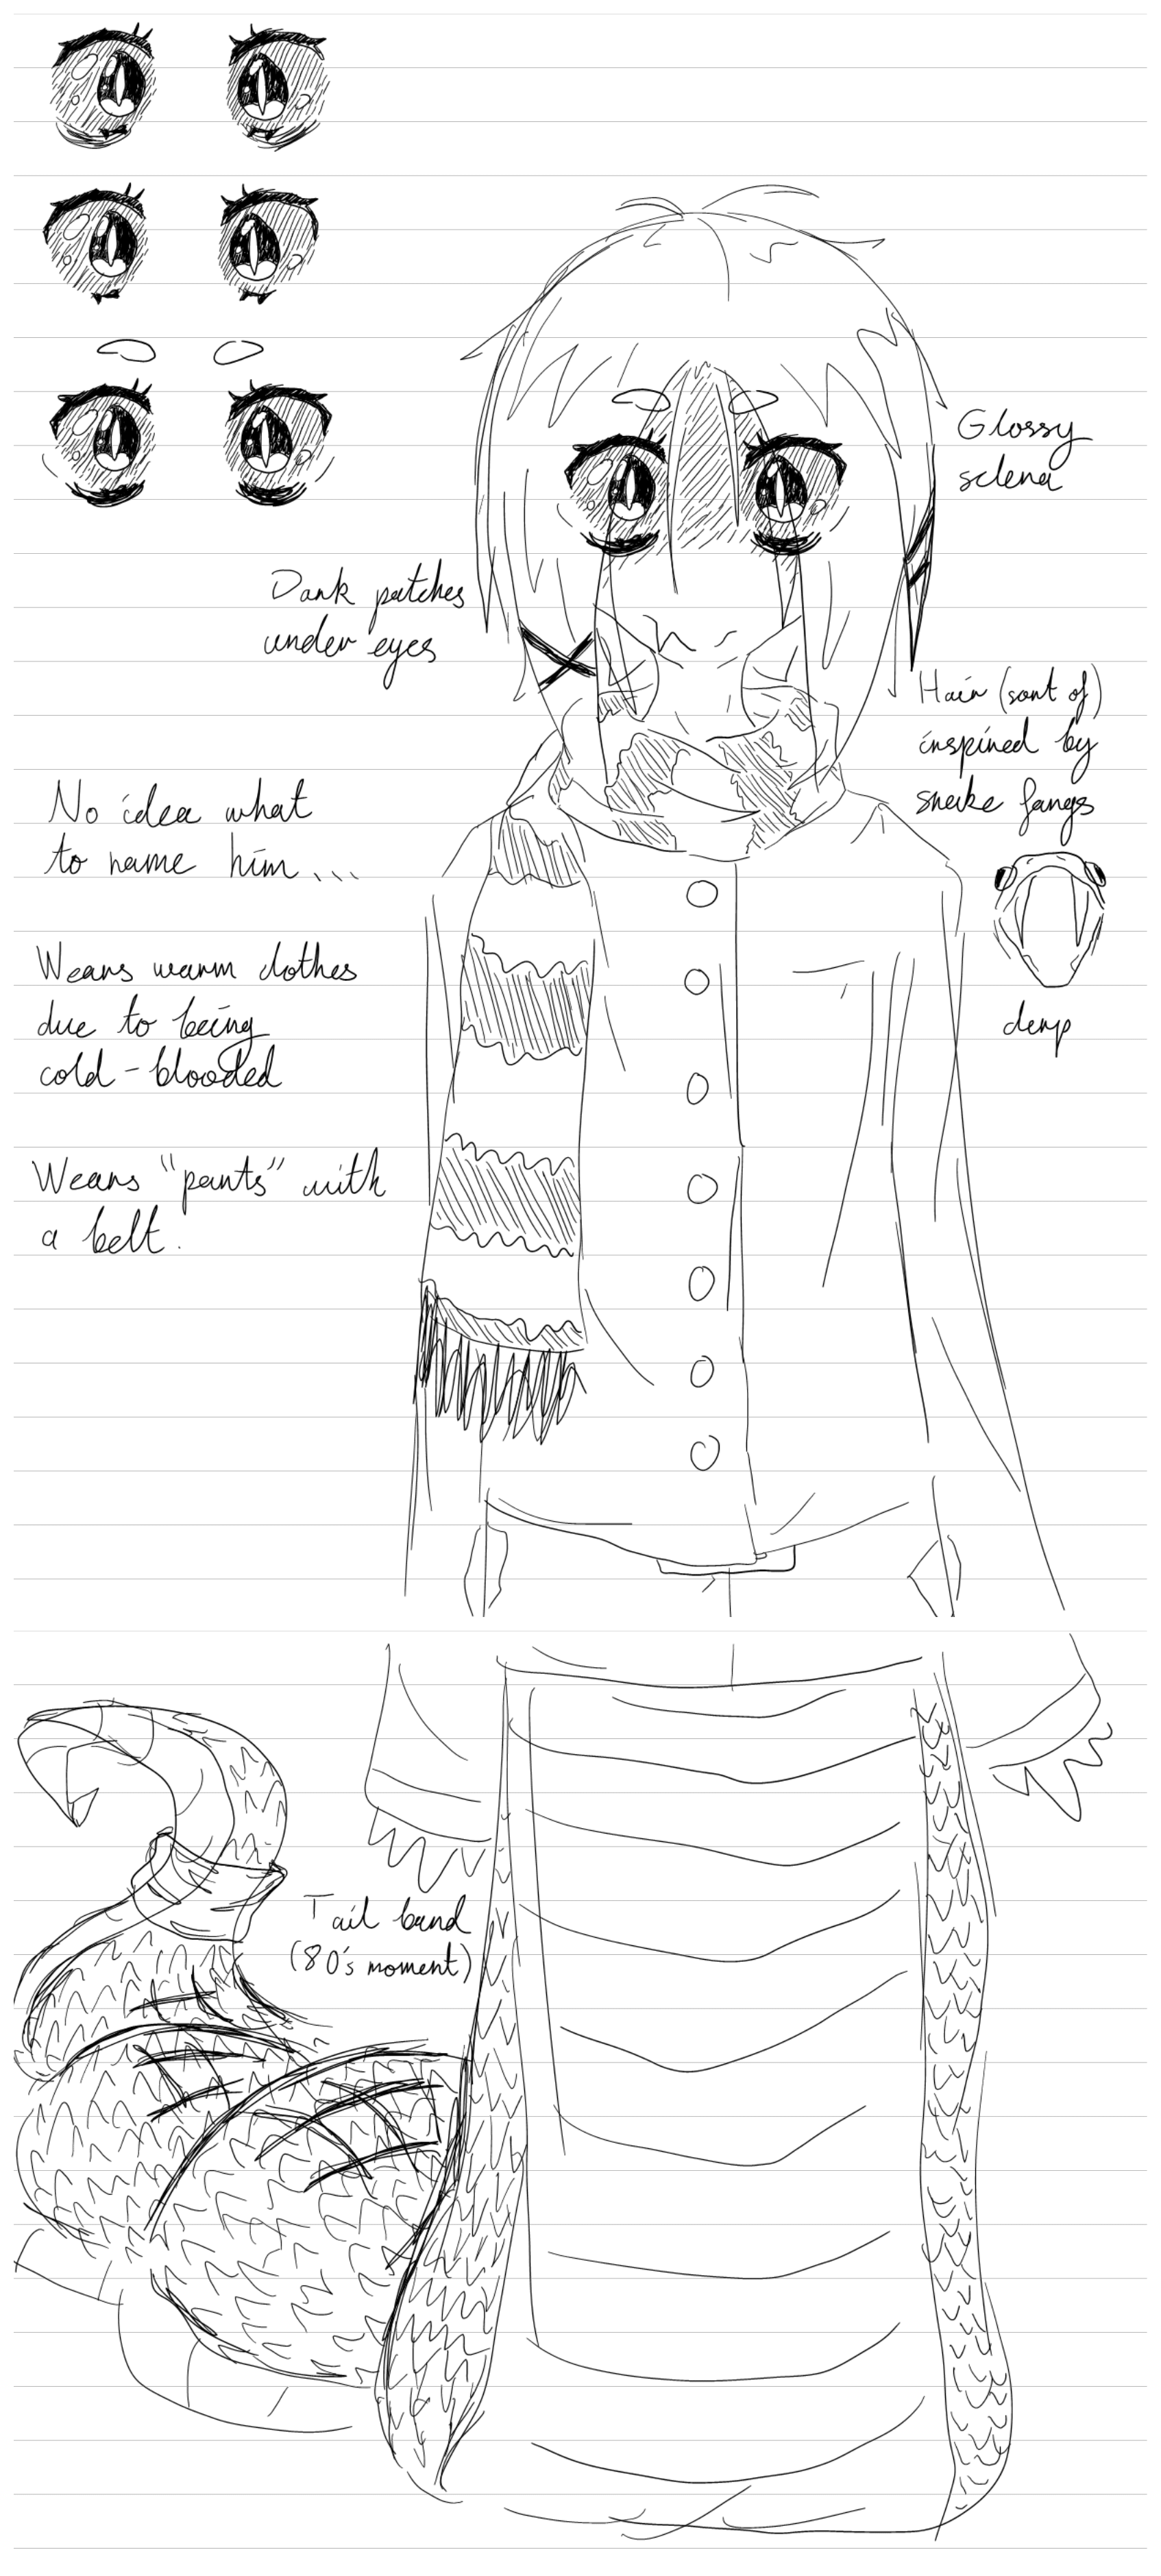 Glossy
sclera
Dark patches
under eyes
Hair (sort of)
inspired by
snake fangs
No idea what
to name him...
derp
Wears warm clothes
due to being
cold-blooded
Wears "pants" with
a belt.
Tail band
(80's moment)